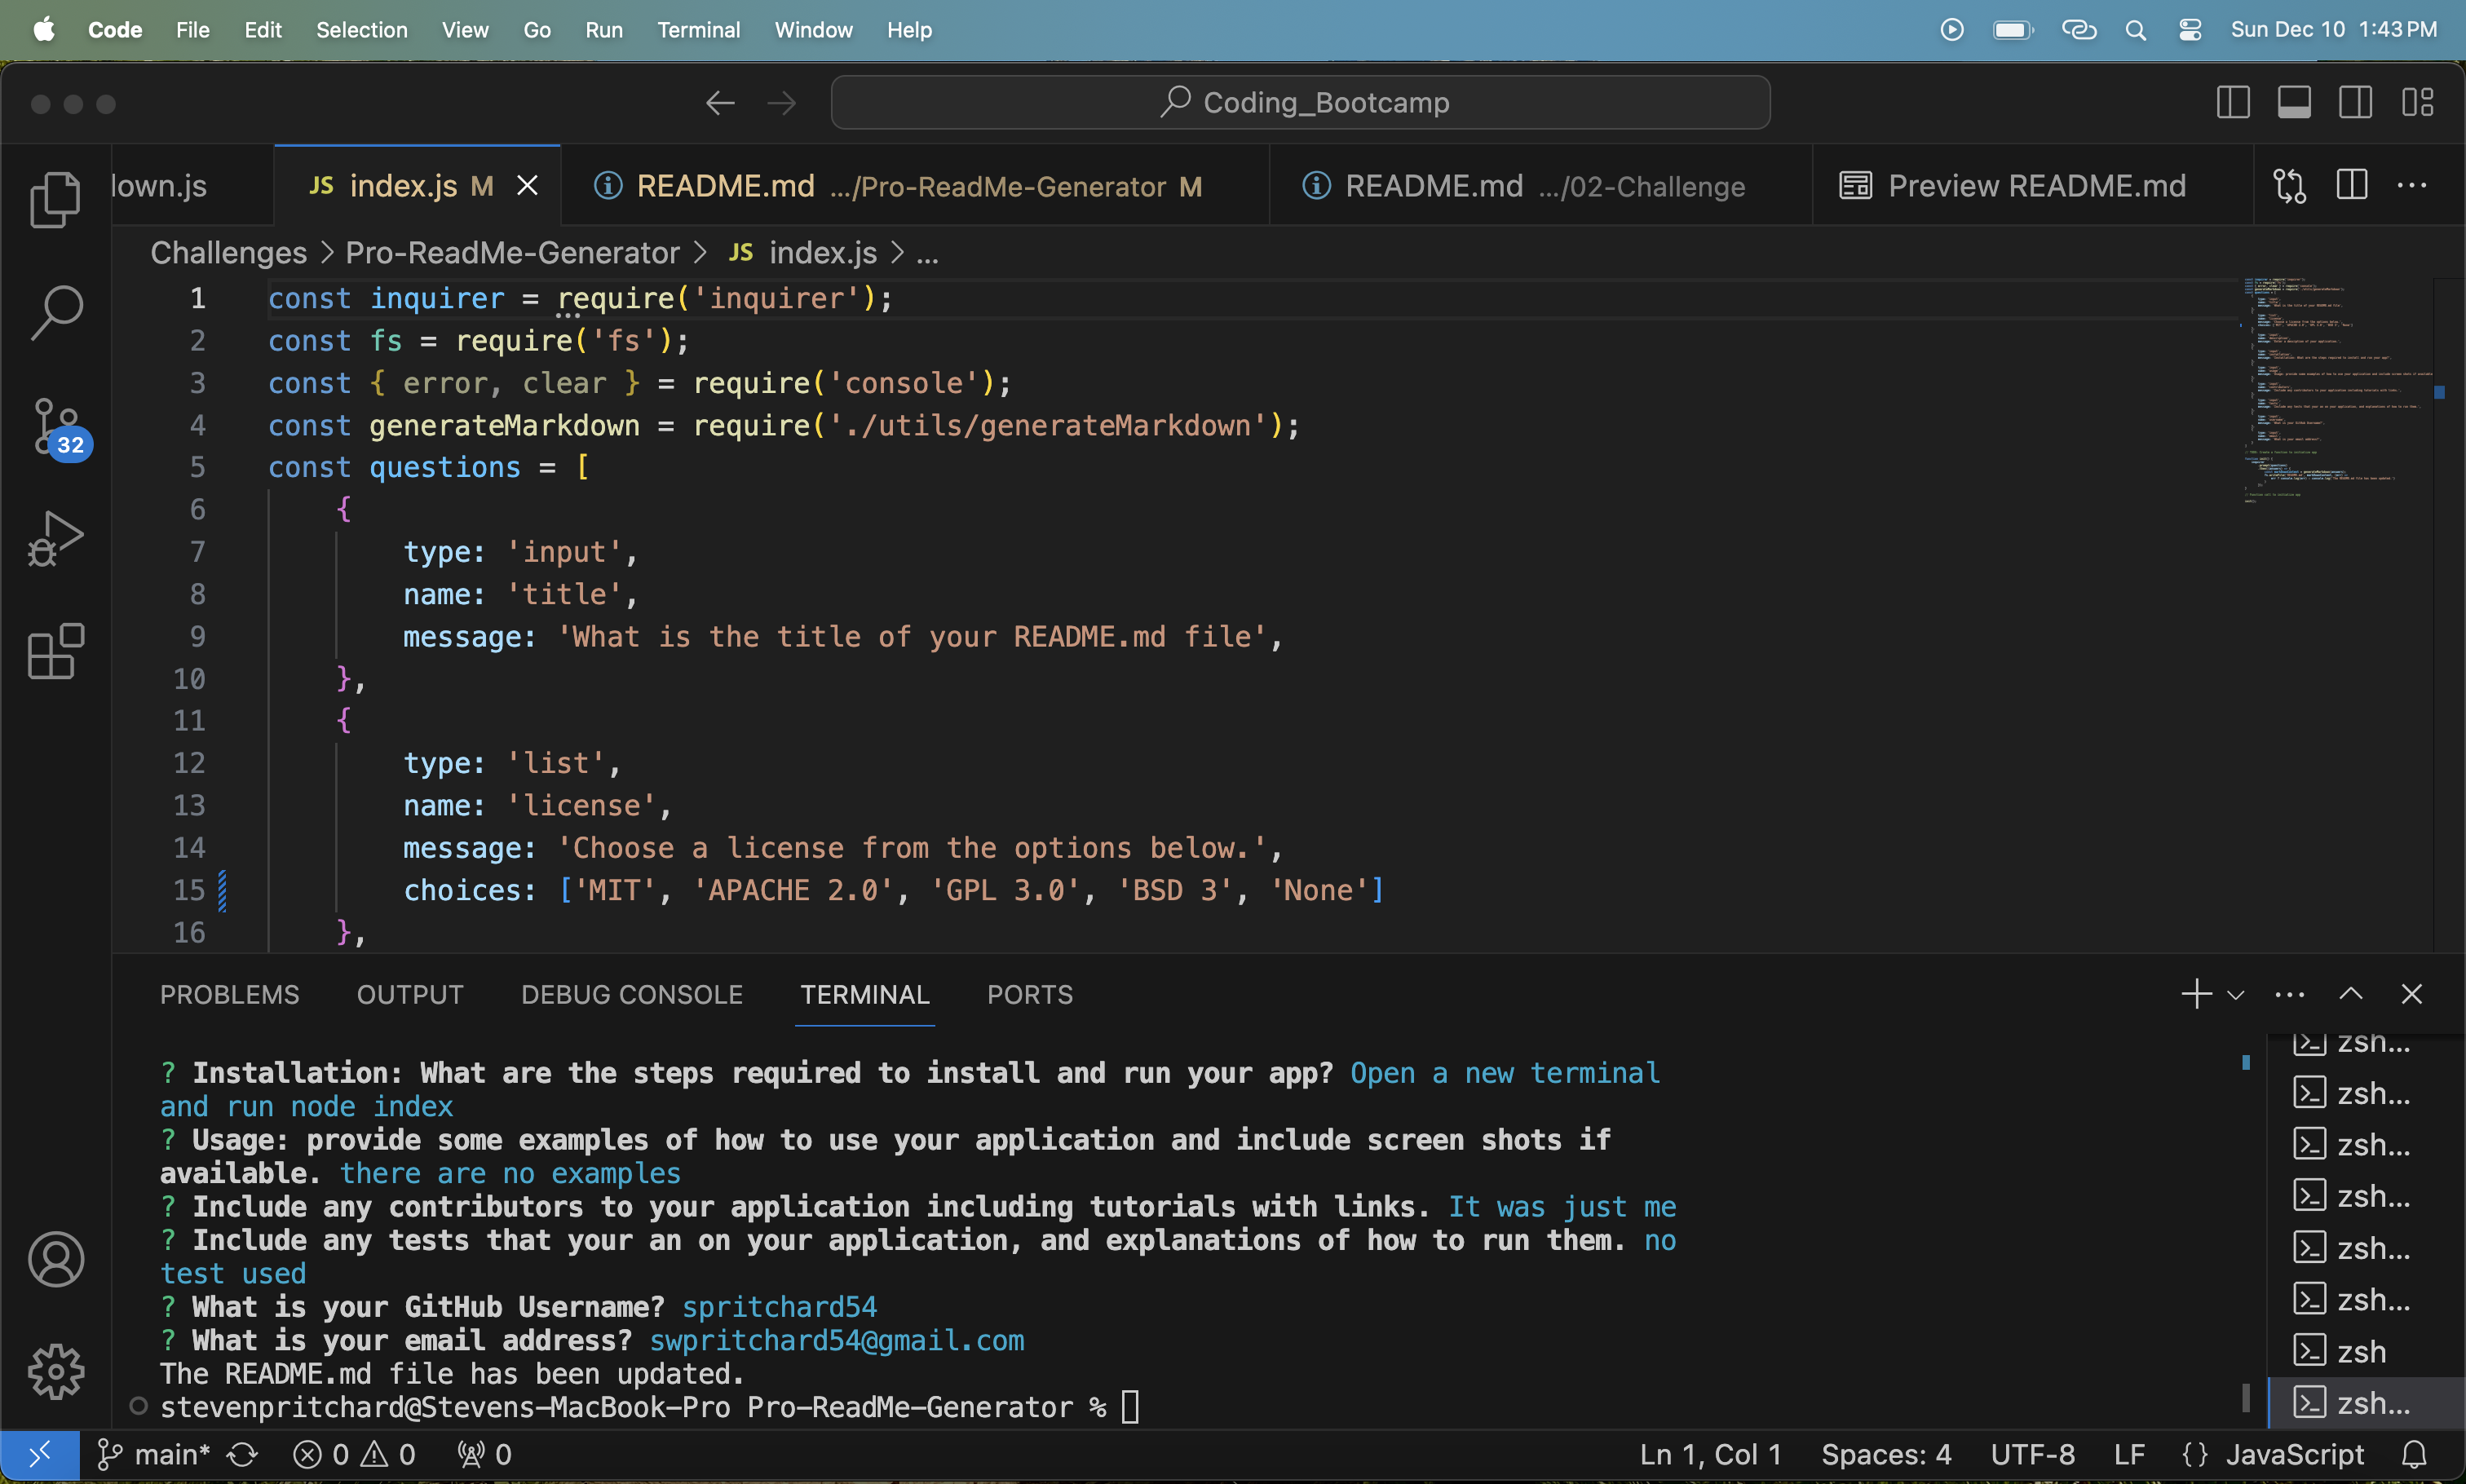 Code File Edit Selection View Go Run Terminal Window Help Sun Dec 10 1:43 PM
Coding_Bootcamp
lown.js JS index.js M README.md .../Pro-ReadMe-Generator M README.md .../02-Challenge Preview README.md
Challenges > Pro-ReadMe-Generator > JS index.js > ...
1 const inquirer = require('inquirer');
2 const fs = require('fs');
3 const { error, clear } = require('console');
4 const generateMarkdown = require('./utils/generateMarkdown');
5 const questions = [
6 {
7 type: 'input',
8 name: 'title',
9 message: 'What is the title of your README.md file',
10 },
11 {
12 type: 'list',
13 name: 'license',
14 message: 'Choose a license from the options below.',
15 choices: ['MIT', 'APACHE 2.0', 'GPL 3.0', 'BSD 3', 'None']
16 },
32
PROBLEMS OUTPUT DEBUG CONSOLE TERMINAL PORTS
? Installation: What are the steps required to install and run your app? Open a new terminal
and run node index
? Usage: provide some examples of how to use your application and include screen shots if
available. there are no examples
? Include any contributors to your application including tutorials with links. It was just me
? Include any tests that your an on your application, and explanations of how to run them. no
test used
? What is your GitHub Username? spritchard54
? What is your email address? swpritchard54@gmail.com
The README.md file has been updated.
stevenpritchard@Stevens-MacBook-Pro Pro-ReadMe-Generator %
zsh...
zsh...
zsh...
zsh...
zsh...
zsh...
zsh
zsh...
main* 0 0 0 Ln 1, Col 1 Spaces: 4 UTF-8 LF {} JavaScript